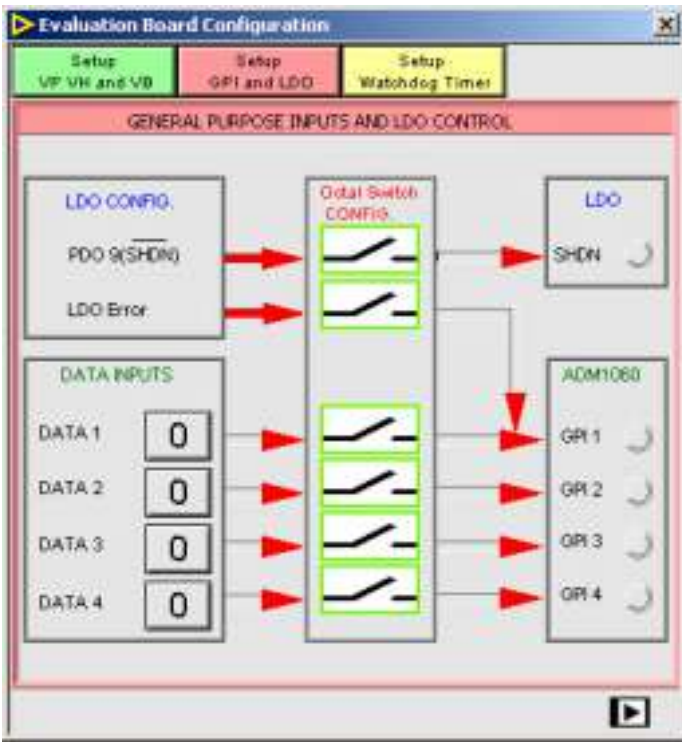 Evaluation Board Configuration
Setup
VP VH and VB
Setup
GPI and LDO
Setup
Watchdog Timer
GENERAL PURPOSE INPUTS AND LDO CONTROL
LDO CONFIG.
PDO 9(SHDN)
LDO Error
Octal Switch
CONFIG.
LDO
SHDN
DATA INPUTS
DATA 1
0
DATA 2
0
DATA 3
0
DATA 4
0
ADM1060
GPI 1
GPI 2
GPI 3
GPI 4